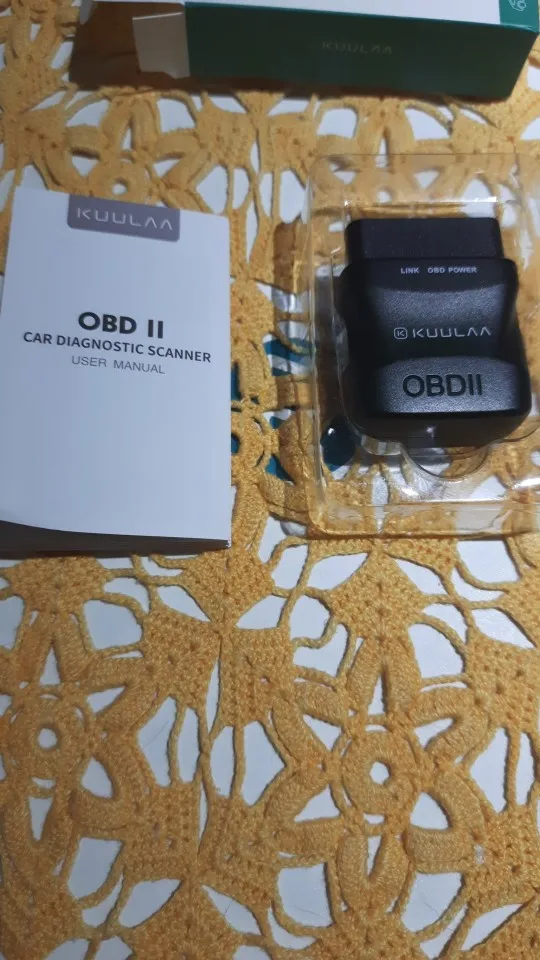 KUULAA
KUULAA
OBD II
CAR DIAGNOSTIC SCANNER
USER MANUAL
LINK OBD POWER
KUULAA
OBDII